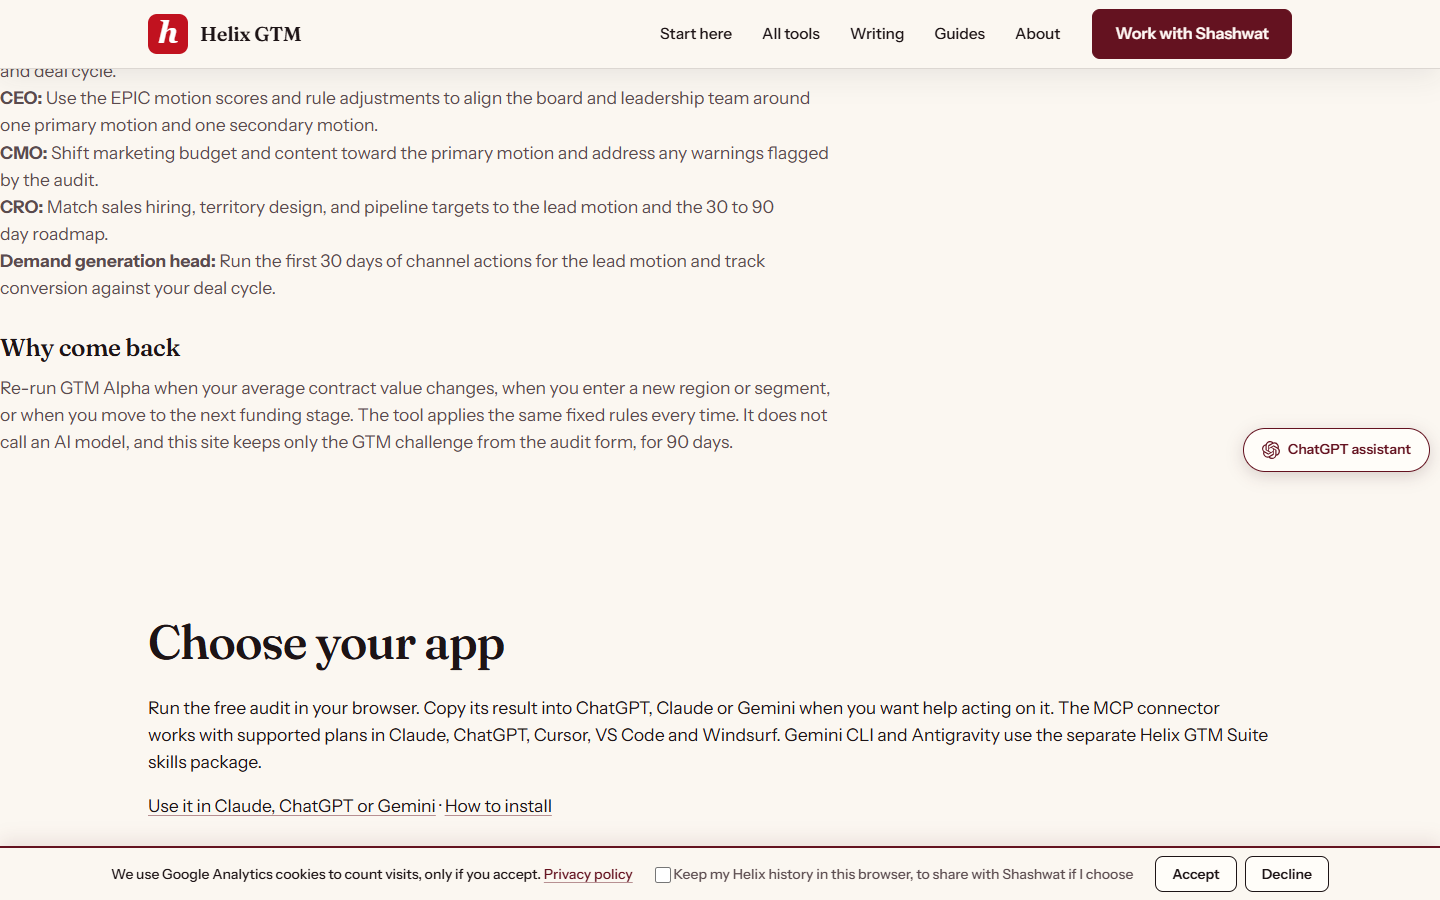 h Helix GTM Start here All tools Writing Guides About Work with Shashwat
and deal cycle.
CEO: Use the EPIC motion scores and rule adjustments to align the board and leadership team around
one primary motion and one secondary motion.
CMO: Shift marketing budget and content toward the primary motion and address any warnings flagged
by the audit.
CRO: Match sales hiring, territory design, and pipeline targets to the lead motion and the 30 to 90
day roadmap.
Demand generation head: Run the first 30 days of channel actions for the lead motion and track
conversion against your deal cycle.
Why come back
Re-run GTM Alpha when your average contract value changes, when you enter a new region or segment,
or when you move to the next funding stage. The tool applies the same fixed rules every time. It does not
call an AI model, and this site keeps only the GTM challenge from the audit form, for 90 days.
ChatGPT assistant
Choose your app
Run the free audit in your browser. Copy its result into ChatGPT, Claude or Gemini when you want help acting on it. The MCP connector
works with supported plans in Claude, ChatGPT, Cursor, VS Code and Windsurf. Gemini CLI and Antigravity use the separate Helix GTM Suite
skills package.
Use it in Claude, ChatGPT or Gemini · How to install
We use Google Analytics cookies to count visits, only if you accept. Privacy policy Keep my Helix history in this browser, to share with Shashwat if I choose Accept Decline